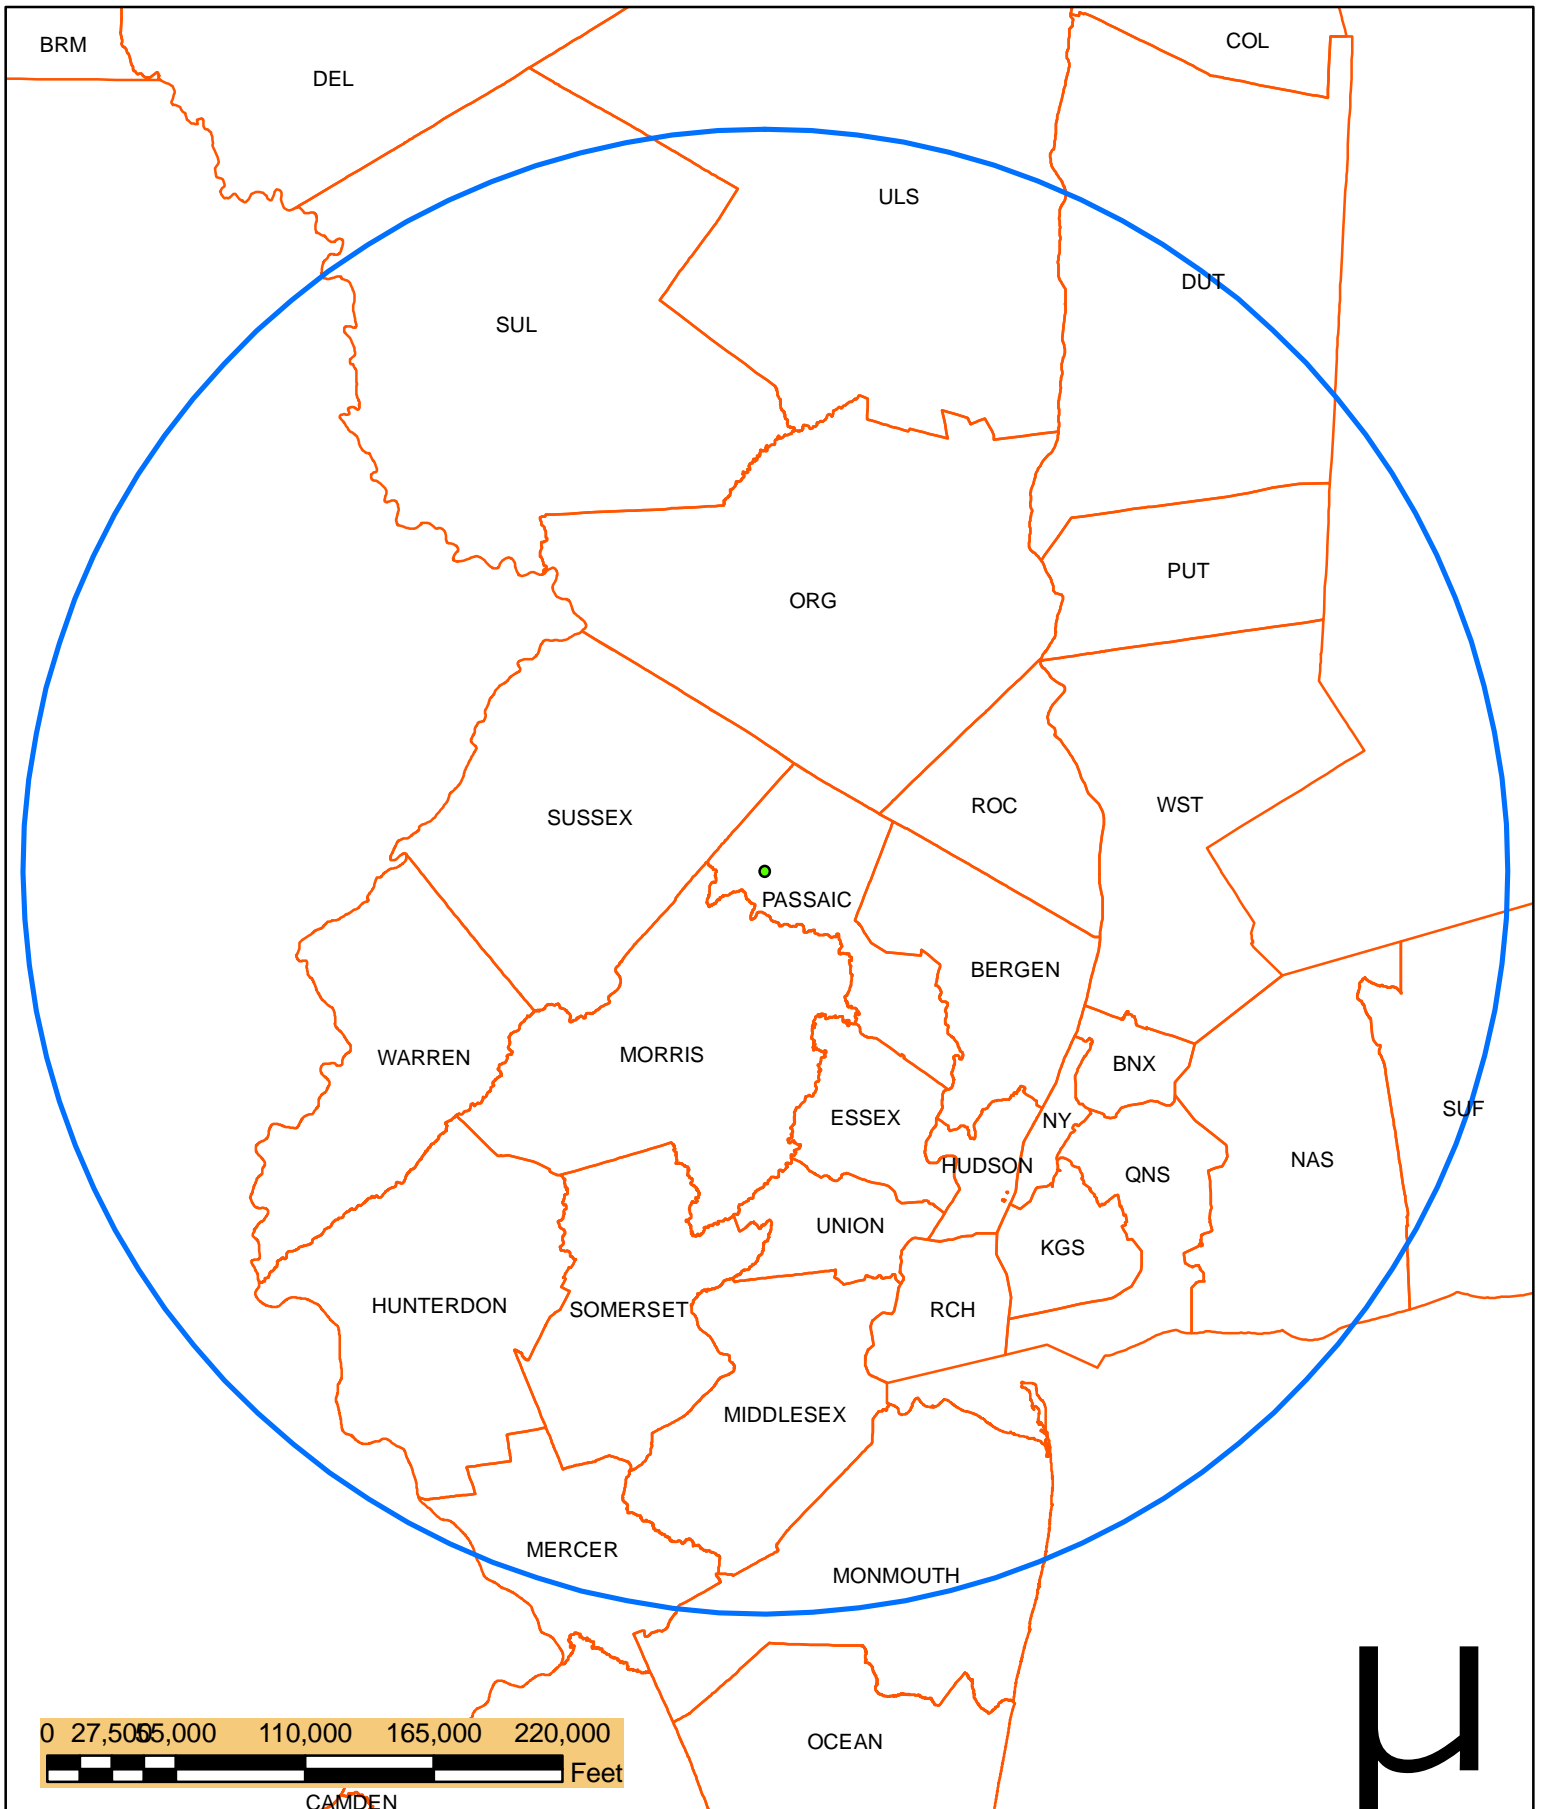 COL
BRM
DEL
ULS
DUT
SUL
PUT
ORG
ROC
WST
SUSSEX
PASSAIC
BERGEN
MORRIS
WARREN
BNX
SUF
ESSEX
NY
NAS
HUDSON
QNS
UNION
KGS
HUNTERDON
SOMERSET
RCH
MIDDLESEX
MERCER
MONMOUTH
0 27,500 55,000 110,000 165,000 220,000
OCEAN
Feet
CAMDEN
µ